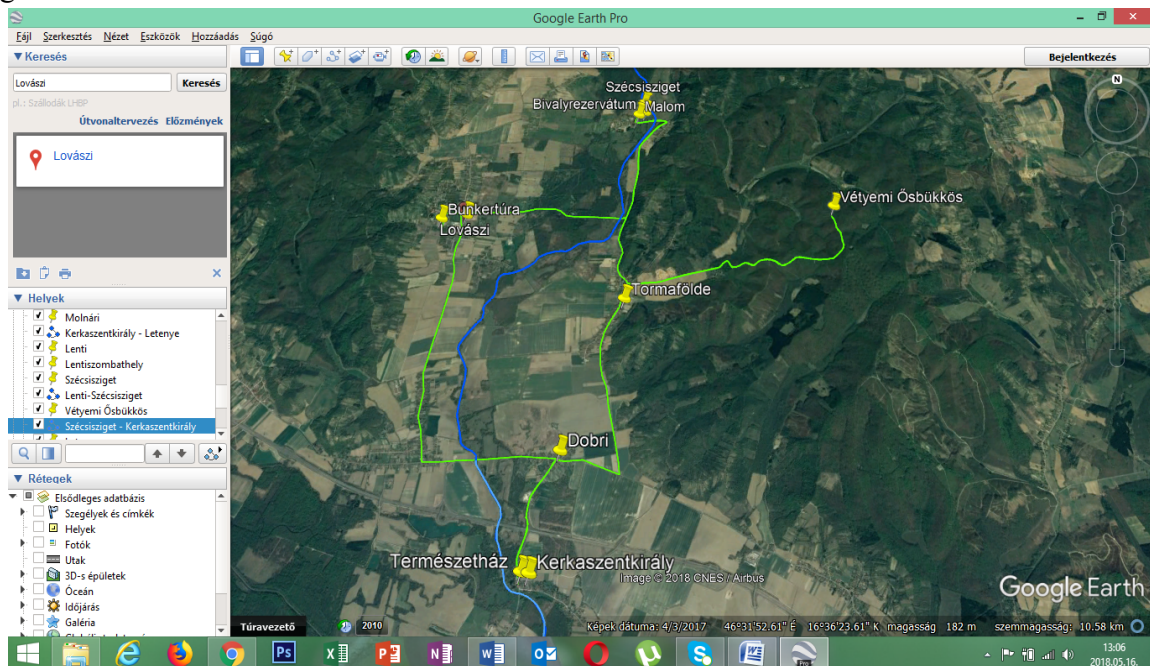 g
Google Earth Pro
Fájl Szerkesztés Nézet Eszközök Hozzáadás Súgó
▼ Keresés
Lovászi
Keresés
pl.: Szállodák LHBP
Útvonaltervezés Előzmények
Lovászi
▼ Helyek
Molnári
Kerkaszentkirály - Letenye
Lenti
Lentiszombathely
Szécsisziget
Lenti-Szécsisziget
Vétyemi Ősbükkös
Szécsisziget - Kerkaszentkirály
▼ Rétegek
Elsődleges adatbázis
Szegélyek és címkék
Helyek
Fotók
Utak
3D-s épületek
Óceán
Időjárás
Galéria
Bejelentkezés
N
Szécsisziget
Bivalyrezervátum Malom
Vétyemi Ősbükkös
Bunkertúra
Lovászi
Tormafölde
Dobri
Természetház Kerkaszentkirály
Image © 2018 CNES / Airbus
Google Earth
Túravezető 2010 Képek dátuma: 4/3/2017 46°31'52.61" É 16°36'23.61" K magasság 182 m szemmagasság: 10.58 km
Ps
13:06
2018.05.16.